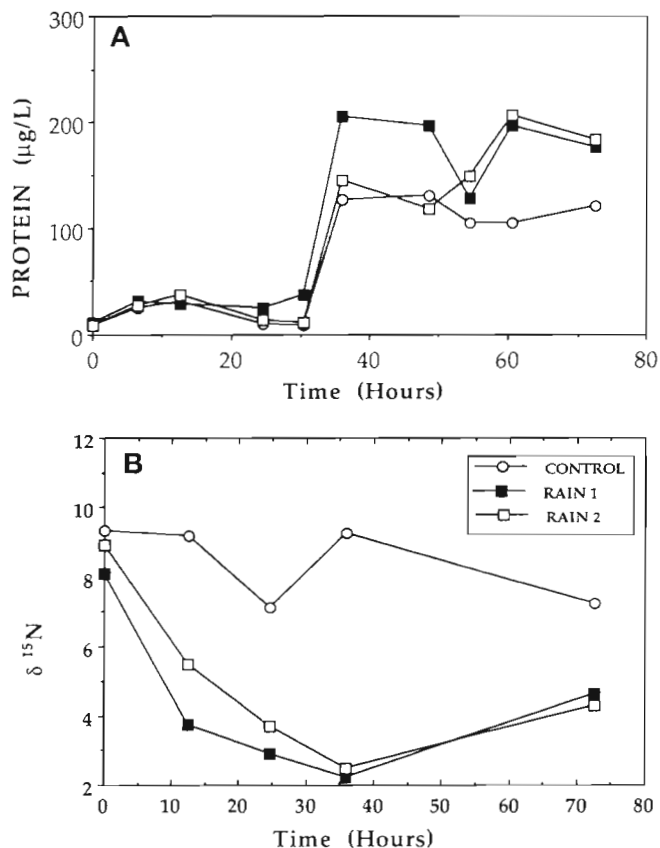 A
PROTEIN (µg/L)
300
200
100
0
0 20 40 60 80
Time (Hours)
B
CONTROL
RAIN 1
RAIN 2
δ 15N
12
10
8
6
4
2
0 10 20 30 40 50 60 70 80
Time (Hours)